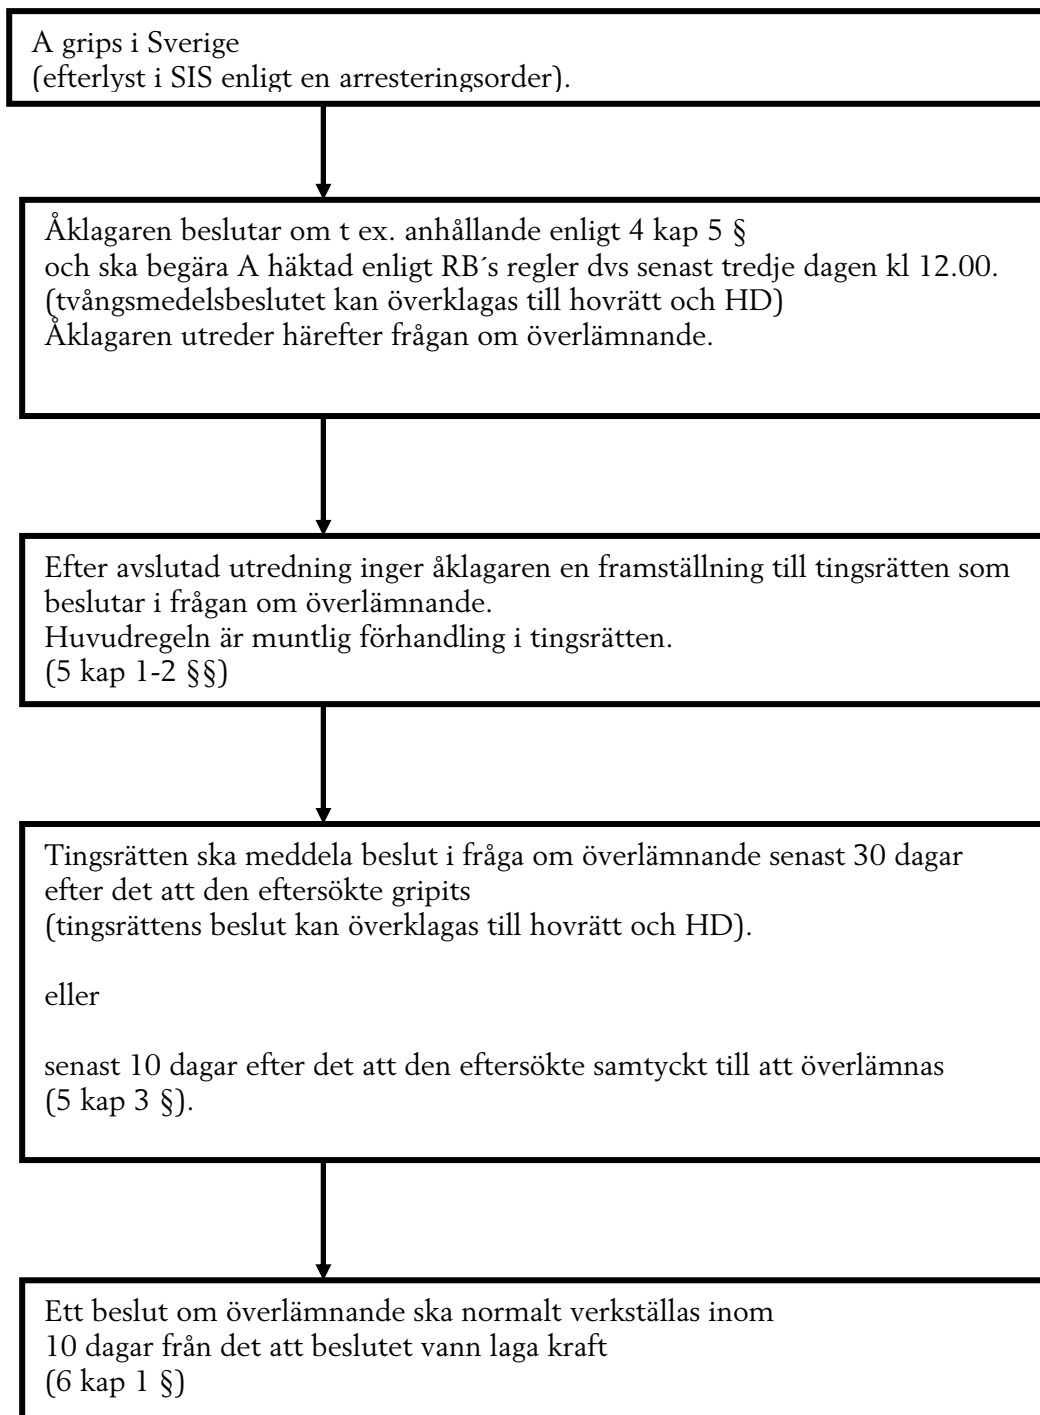 A grips i Sverige
(efterlyst i SIS enligt en arresteringsorder).
Åklagaren beslutar om t ex. anhållande enligt 4 kap 5 §
och ska begära A häktad enligt RB´s regler dvs senast tredje dagen kl 12.00.
(tvångsmedelsbeslutet kan överklagas till hovrätt och HD)
Åklagaren utreder härefter frågan om överlämnande.
Efter avslutad utredning inger åklagaren en framställning till tingsrätten som
beslutar i frågan om överlämnande.
Huvudregeln är muntlig förhandling i tingsrätten.
(5 kap 1-2 §§)
Tingsrätten ska meddela beslut i fråga om överlämnande senast 30 dagar
efter det att den eftersökte gripits
(tingsrättens beslut kan överklagas till hovrätt och HD).
eller
senast 10 dagar efter det att den eftersökte samtyckt till att överlämnas
(5 kap 3 §).
Ett beslut om överlämnande ska normalt verkställas inom
10 dagar från det att beslutet vann laga kraft
(6 kap 1 §)